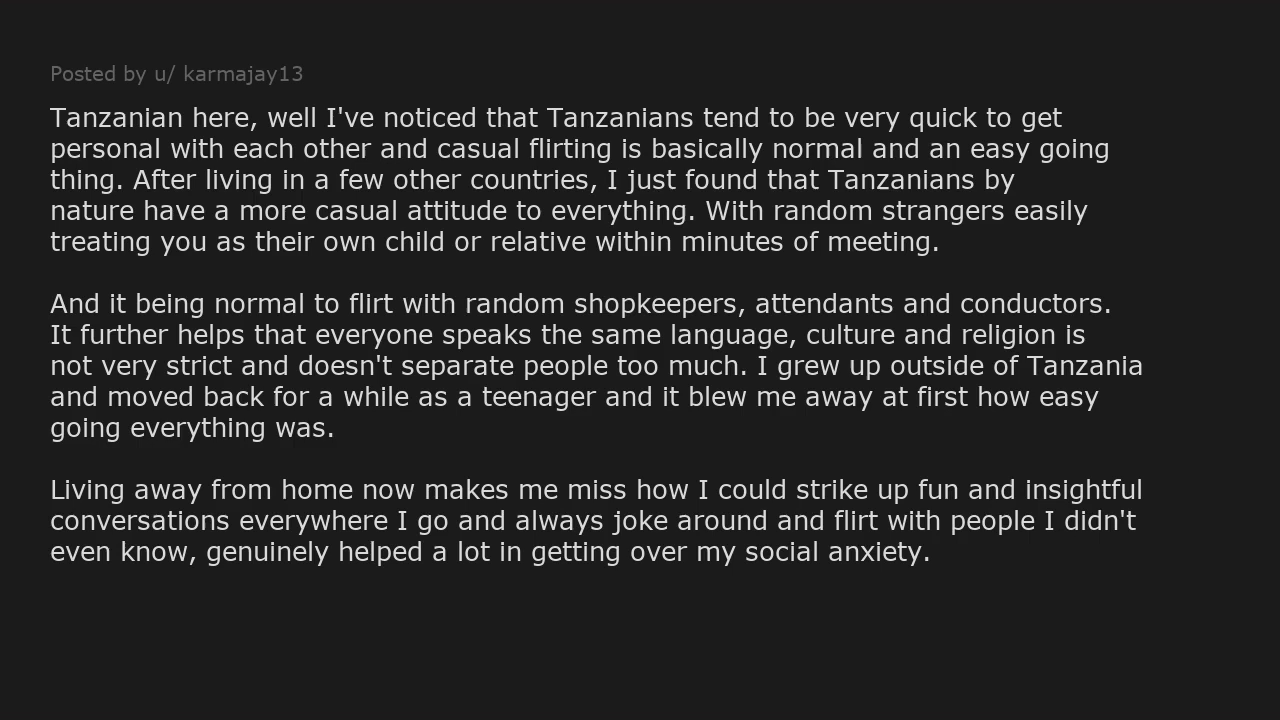 Posted by u/ karmajay13
Tanzanian here, well I've noticed that Tanzanians tend to be very quick to get
personal with each other and casual flirting is basically normal and an easy going
thing. After living in a few other countries, I just found that Tanzanians by
nature have a more casual attitude to everything. With random strangers easily
treating you as their own child or relative within minutes of meeting.
And it being normal to flirt with random shopkeepers, attendants and conductors.
It further helps that everyone speaks the same language, culture and religion is
not very strict and doesn't separate people too much. I grew up outside of Tanzania
and moved back for a while as a teenager and it blew me away at first how easy
going everything was.
Living away from home now makes me miss how I could strike up fun and insightful
conversations everywhere I go and always joke around and flirt with people I didn't
even know, genuinely helped a lot in getting over my social anxiety.